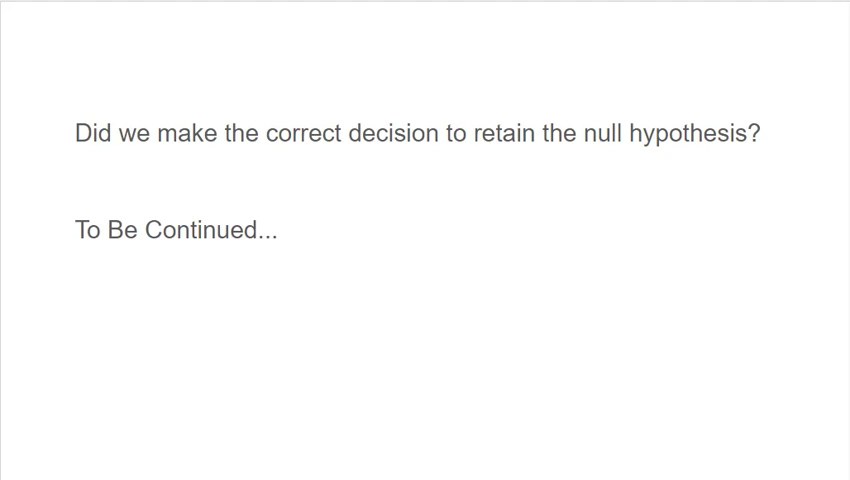 Did we make the correct decision to retain the null hypothesis?
To Be Continued...